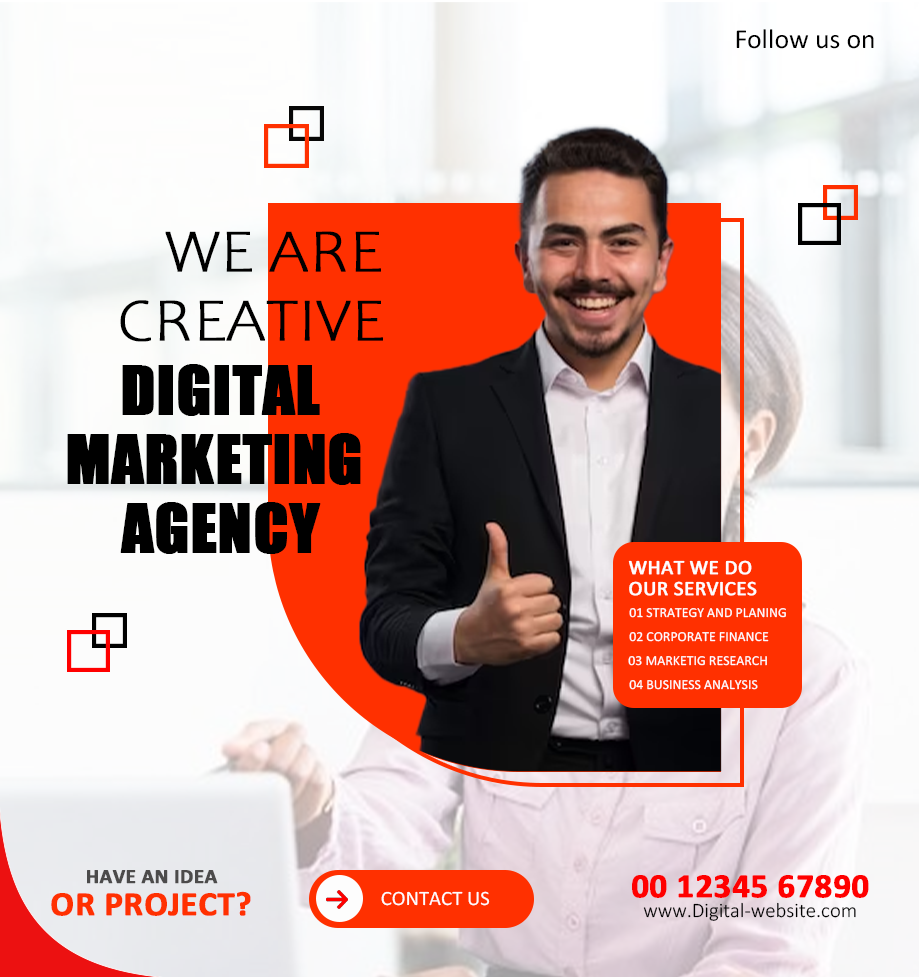 Follow us on
WE ARE
CREATIVE
DIGITAL
MARKETING
AGENCY
WHAT WE DO
OUR SERVICES
01 STRATEGY AND PLANING
02 CORPORATE FINANCE
03 MARKETIG RESEARCH
04 BUSINESS ANALYSIS
HAVE AN IDEA
OR PROJECT?
CONTACT US
00 12345 67890
www.Digital-website.com